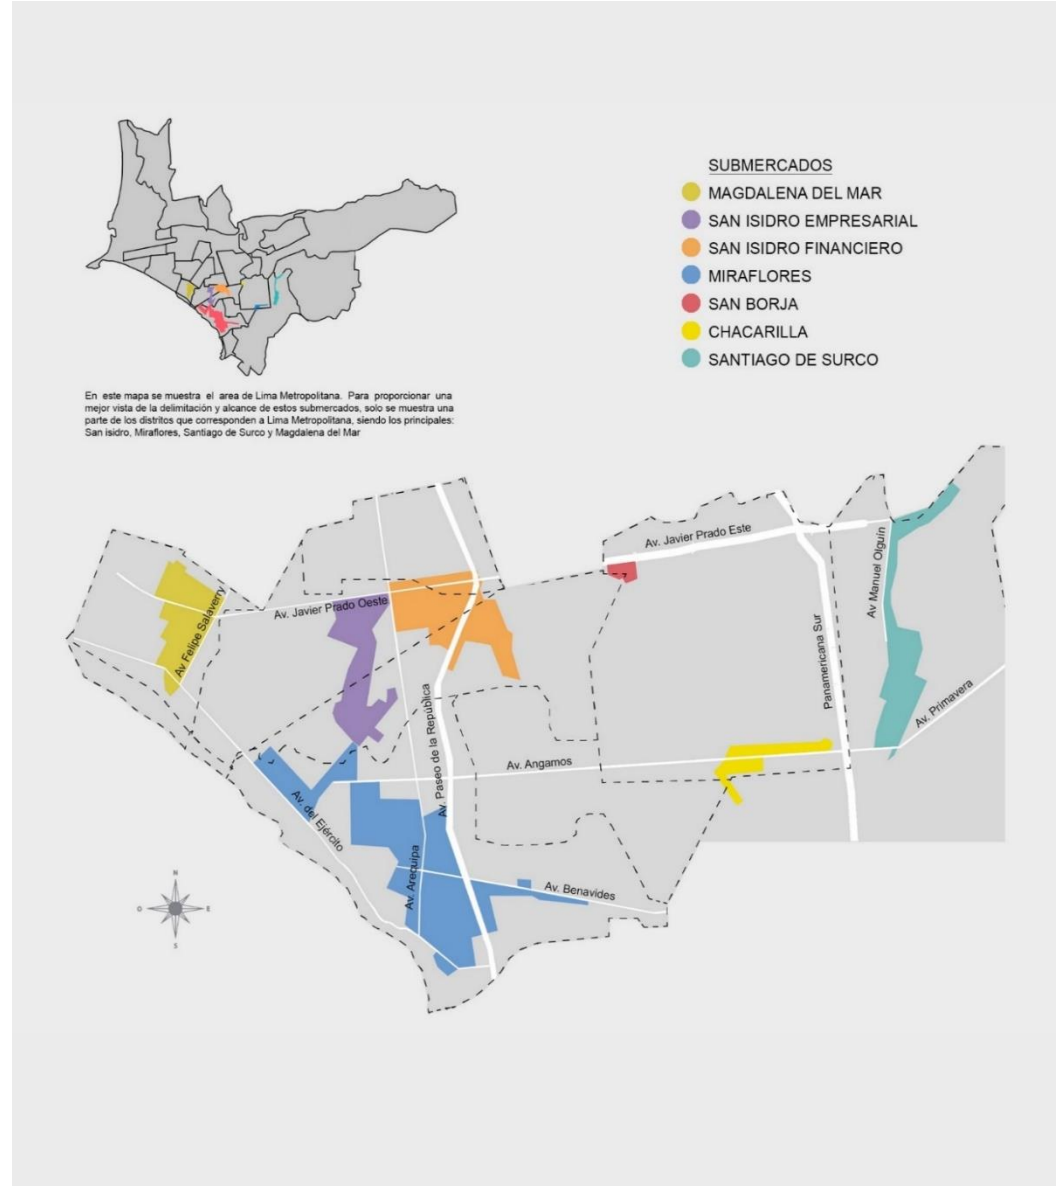 SUBMERCADOS
MAGDALENA DEL MAR
SAN ISIDRO EMPRESARIAL
SAN ISIDRO FINANCIERO
MIRAFLORES
SAN BORJA
CHACARILLA
SANTIAGO DE SURCO
En este mapa se muestra el area de Lima Metropolitana. Para proporcionar una
mejor vista de la delimitación y alcance de estos submercados, solo se muestra una
parte de los distritos que corresponden a Lima Metropolitana, siendo los principales:
San isidro, Miraflores, Santiago de Surco y Magdalena del Mar
Av. Javier Prado Este
Av Manuel Olguín
Av. Javier Prado Oeste
Av Felipe Salaverry
Panamericana Sur
Av. Primavera
Av. Paseo de la República
Av. Angamos
Av. del Ejército
Av. Arequipa
Av. Benavides
N
O
E
S